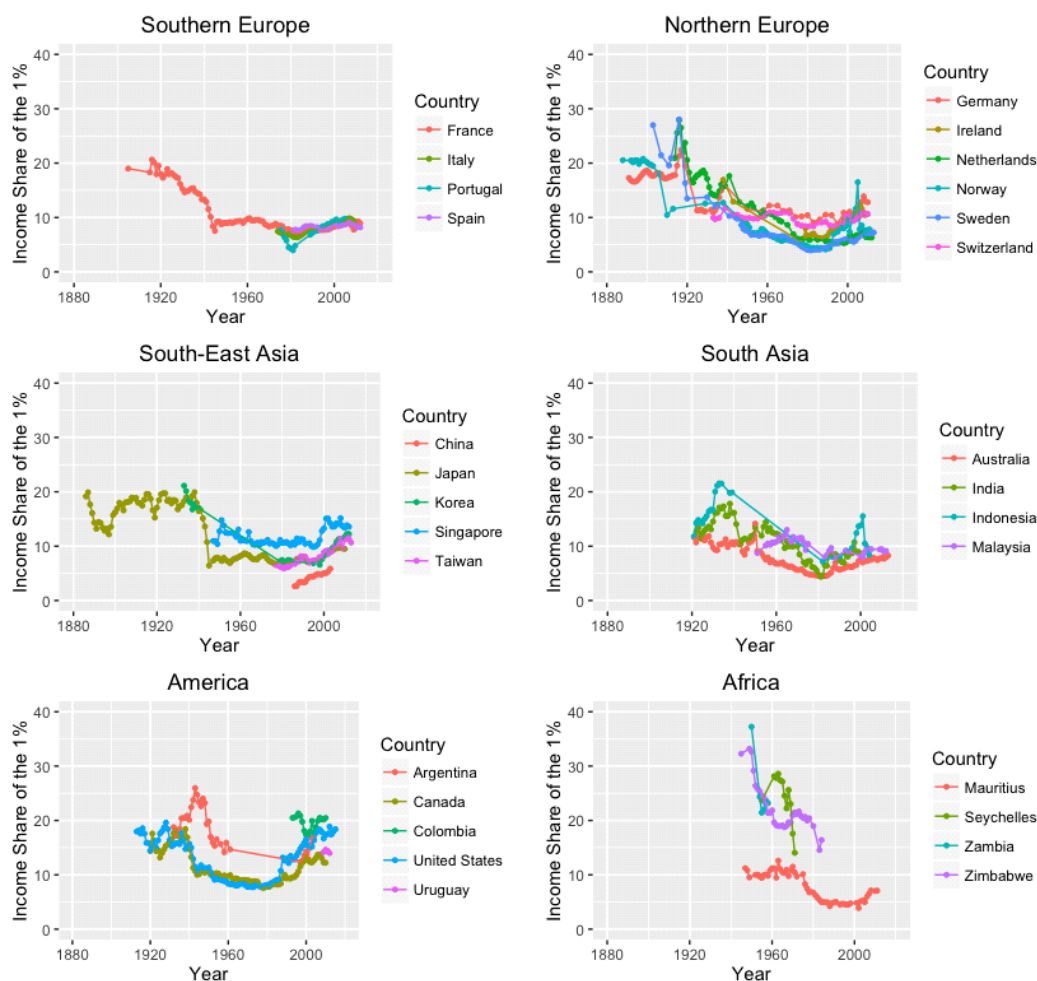 Southern Europe
Income Share of the 1%
40
30
20
10
0
1880
1920
1960
2000
Year
Country
France
Italy
Portugal
Spain
Northern Europe
Income Share of the 1%
40
30
20
10
0
1880
1920
1960
2000
Year
Country
Germany
Ireland
Netherlands
Norway
Sweden
Switzerland
South-East Asia
Income Share of the 1%
40
30
20
10
0
1880
1920
1960
2000
Year
Country
China
Japan
Korea
Singapore
Taiwan
South Asia
Income Share of the 1%
40
30
20
10
0
1880
1920
1960
2000
Year
Country
Australia
India
Indonesia
Malaysia
America
Income Share of the 1%
40
30
20
10
0
1880
1920
1960
2000
Year
Country
Argentina
Canada
Colombia
United States
Uruguay
Africa
Income Share of the 1%
40
30
20
10
0
1880
1920
1960
2000
Year
Country
Mauritius
Seychelles
Zambia
Zimbabwe